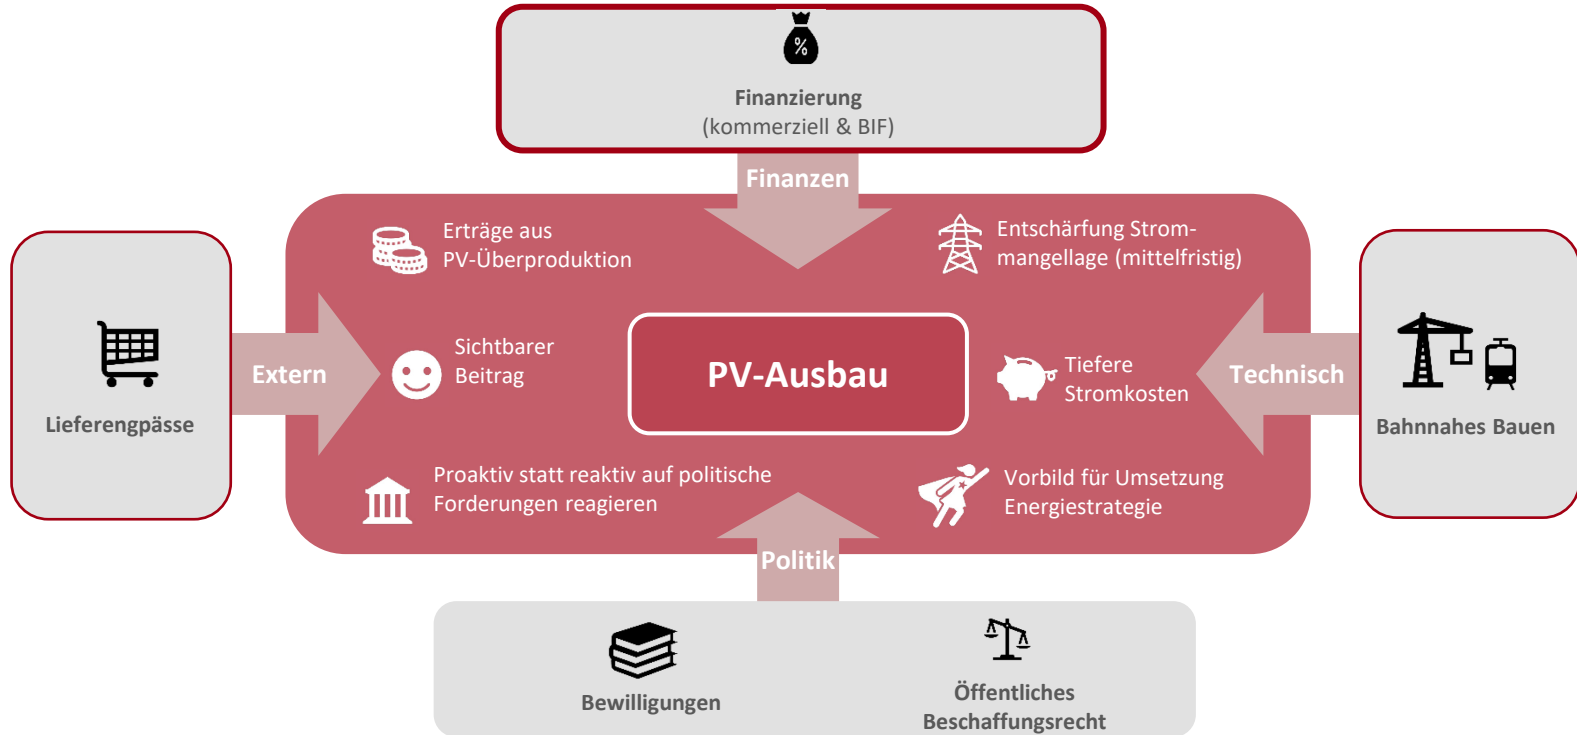 %
Finanzierung
(kommerziell & BIF)
Finanzen
Erträge aus
PV-Überproduktion
Entschärfung Strom-
mangellage (mittelfristig)
Lieferengpässe
Extern
Sichtbarer
Beitrag
PV-Ausbau
Tiefere
Stromkosten
Technisch
Bahnnahes Bauen
Proaktiv statt reaktiv auf politische
Forderungen reagieren
Vorbild für Umsetzung
Energiestrategie
Politik
Bewilligungen
Öffentliches
Beschaffungsrecht